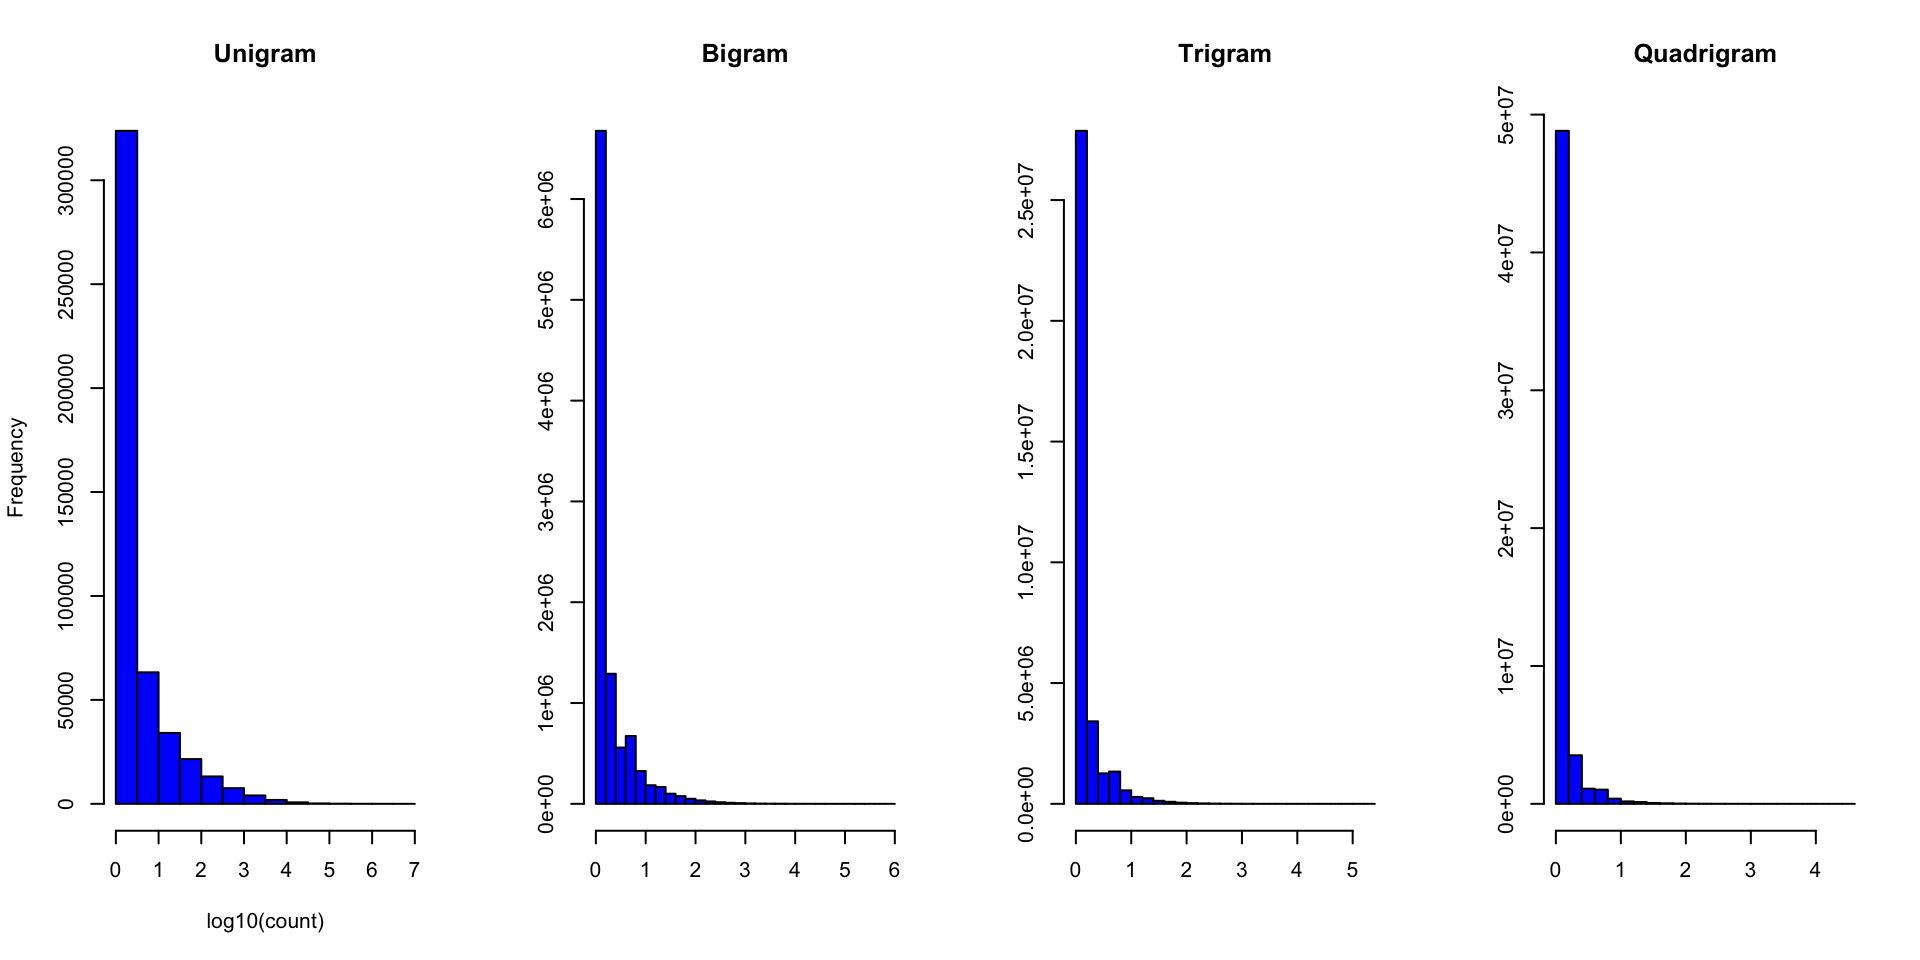 Unigram
Bigram
Trigram
Quadrigram
Frequency
0
50000
100000
150000
200000
250000
300000
0 1 2 3 4 5 6 7
log10(count)
0e+00
1e+06
2e+06
3e+06
4e+06
5e+06
6e+06
0 1 2 3 4 5 6
0.0e+00
5.0e+06
1.0e+07
1.5e+07
2.0e+07
2.5e+07
0 1 2 3 4 5
0e+00
1e+07
2e+07
3e+07
4e+07
5e+07
0 1 2 3 4